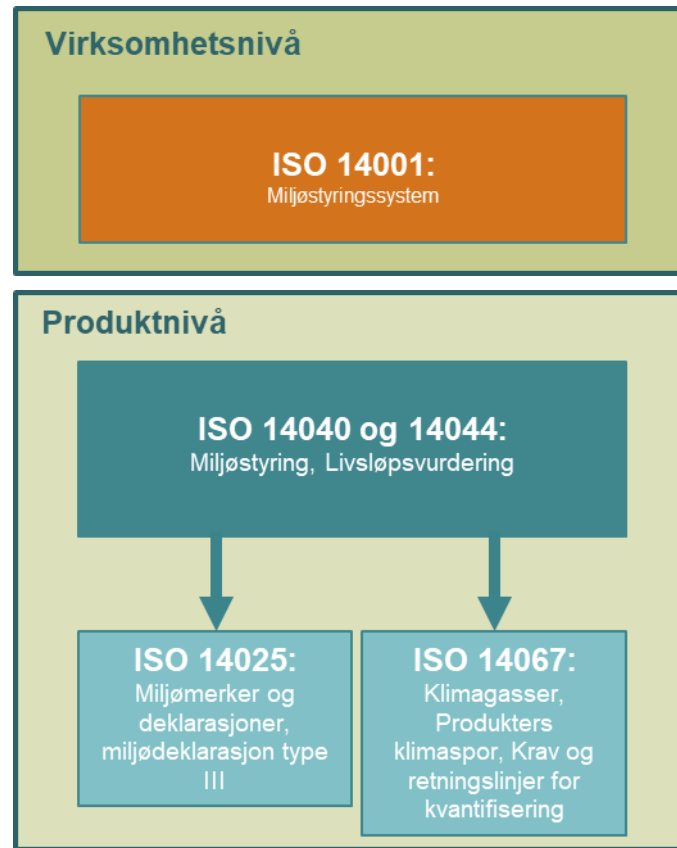 Virksomhetsnivå
ISO 14001:
Miljøstyringssystem
Produktnivå
ISO 14040 og 14044:
Miljøstyring, Livsløpsvurdering
ISO 14025:
Miljømerker og
deklarasjoner,
miljødeklarasjon type
III
ISO 14067:
Klimagasser,
Produkters
klimaspor, Krav og
retningslinjer for
kvantifisering